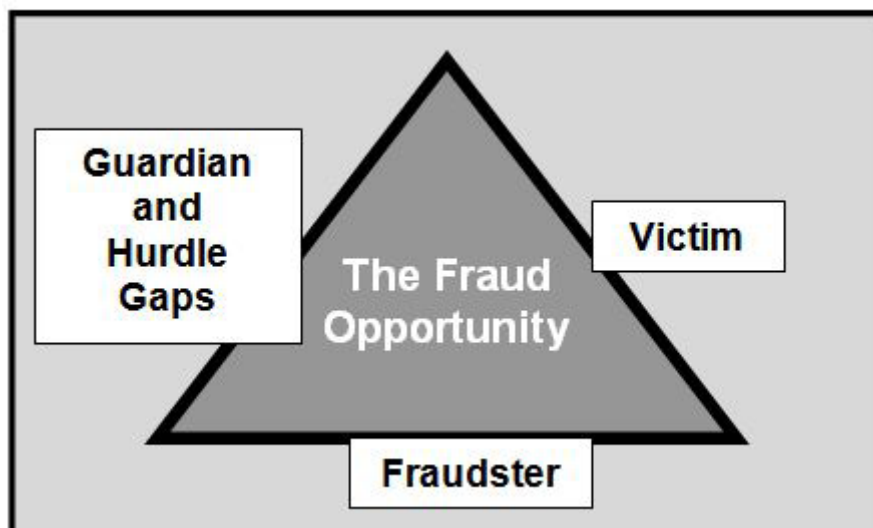 Guardian
and
Hurdle
Gaps
Victim
The Fraud
Opportunity
Fraudster